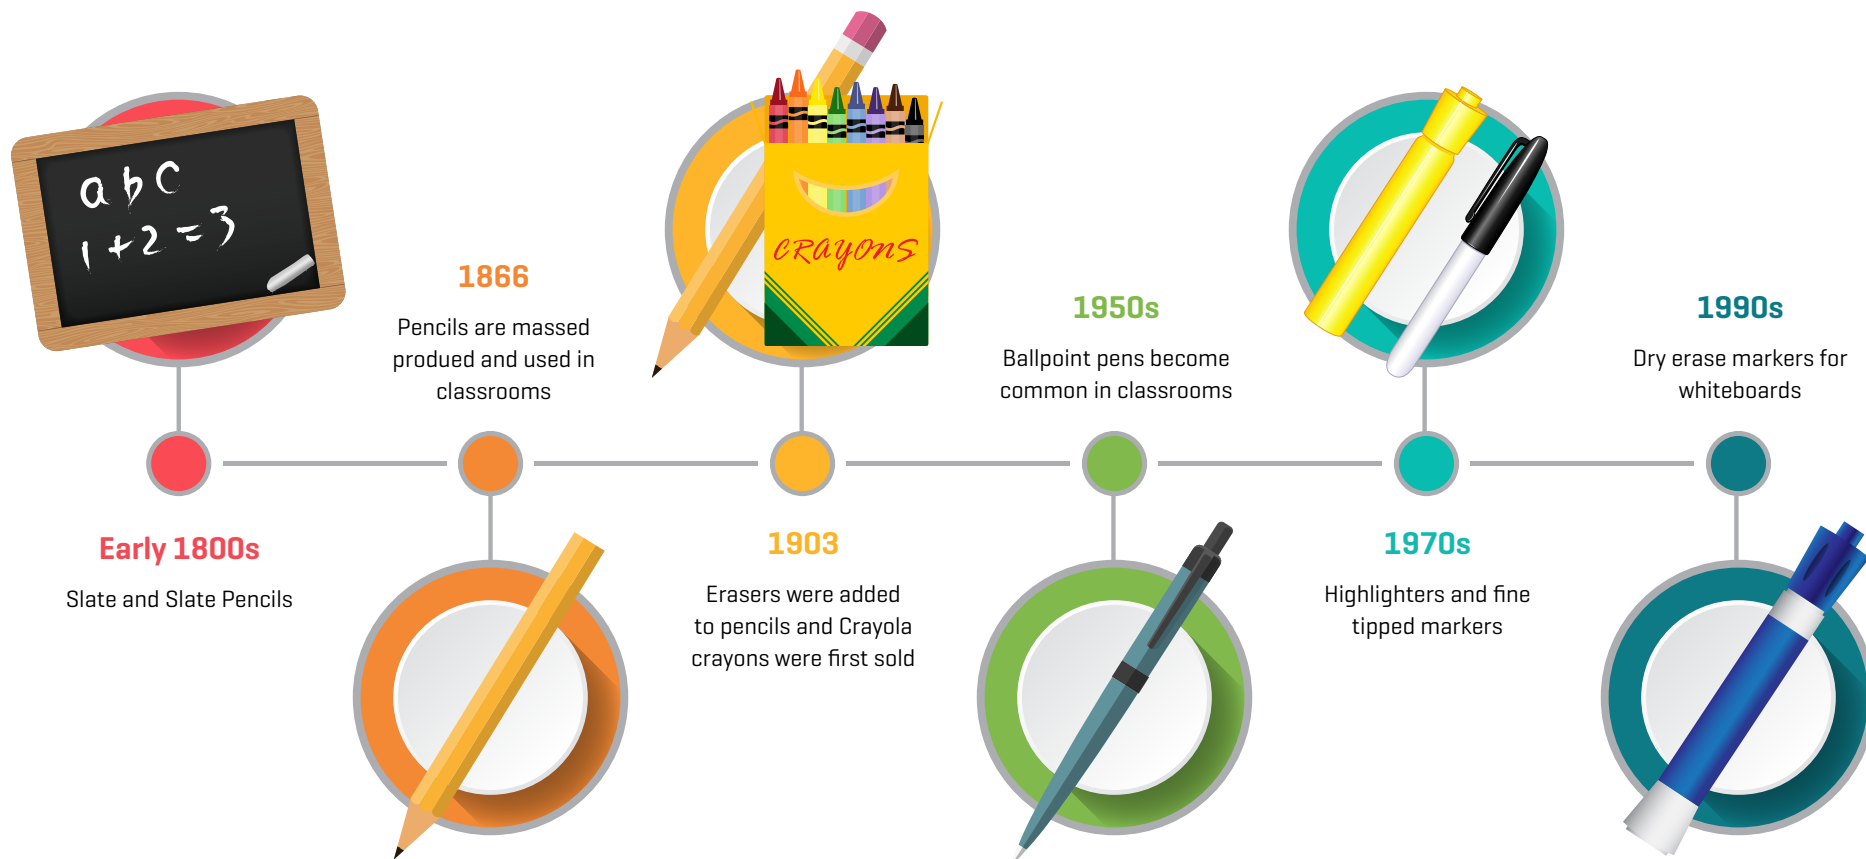 a b c
1 + 2 = 3
Early 1800s
Slate and Slate Pencils
1866
Pencils are massed
produed and used in
classrooms
CRAYONS
1903
Erasers were added
to pencils and Crayola
crayons were first sold
1950s
Ballpoint pens become
common in classrooms
1970s
Highlighters and fine
tipped markers
1990s
Dry erase markers for
whiteboards